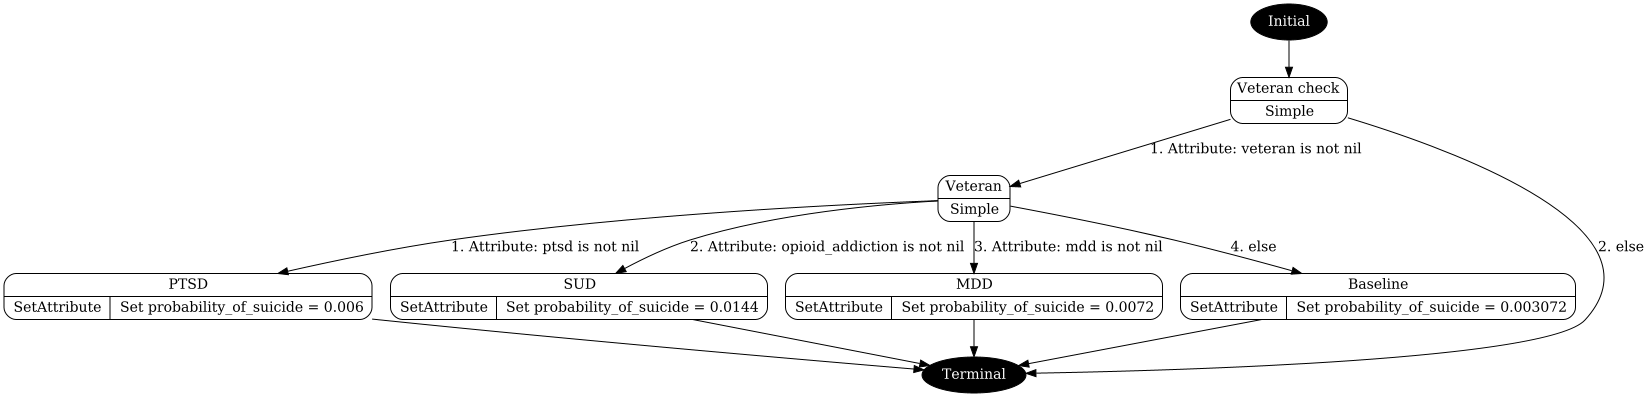 Initial
Veteran check
Simple
1. Attribute: veteran is not nil
Veteran
Simple
1. Attribute: ptsd is not nil
2. Attribute: opioid_addiction is not nil
3. Attribute: mdd is not nil
4. else
2. else
PTSD
SetAttribute
Set probability_of_suicide = 0.006
SUD
SetAttribute
Set probability_of_suicide = 0.0144
MDD
SetAttribute
Set probability_of_suicide = 0.0072
Baseline
SetAttribute
Set probability_of_suicide = 0.003072
Terminal